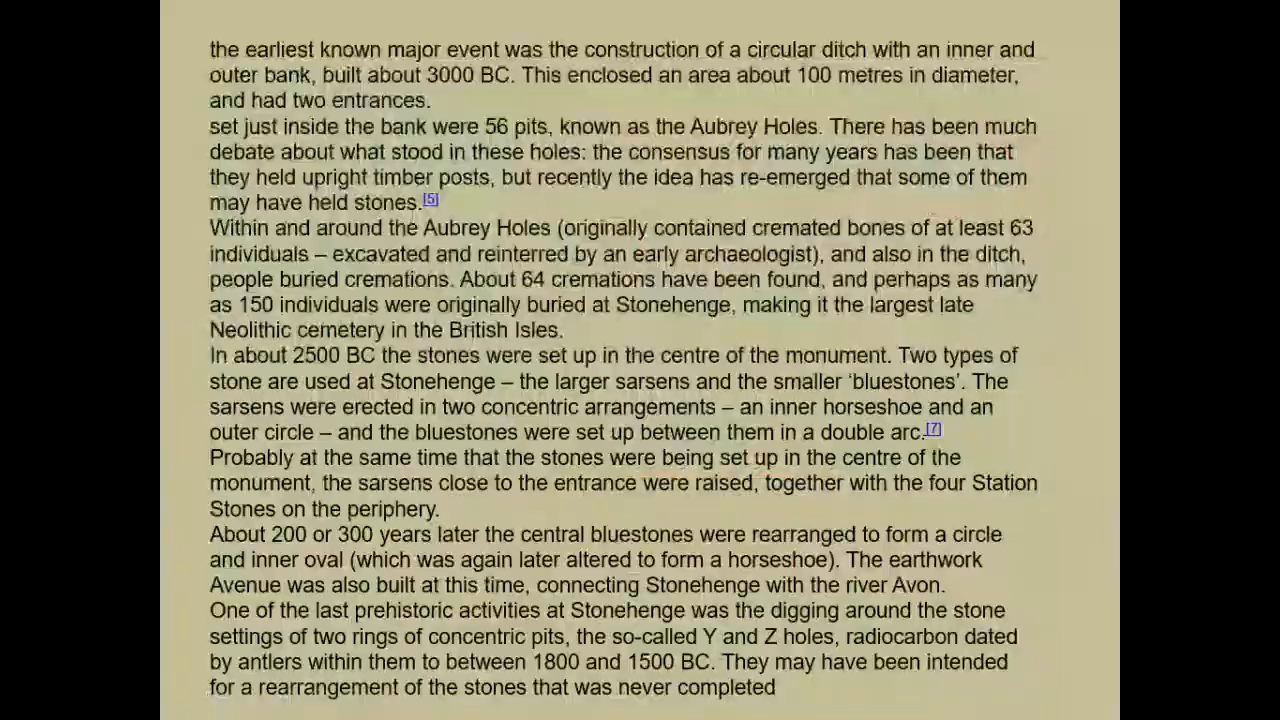 the earliest known major event was the construction of a circular ditch with an inner and
outer bank, built about 3000 BC. This enclosed an area about 100 metres in diameter,
and had two entrances.
set just inside the bank were 56 pits, known as the Aubrey Holes. There has been much
debate about what stood in these holes: the consensus for many years has been that
they held upright timber posts, but recently the idea has re-emerged that some of them
may have held stones.[5]
Within and around the Aubrey Holes (originally contained cremated bones of at least 63
individuals – excavated and reinterred by an early archaeologist), and also in the ditch,
people buried cremations. About 64 cremations have been found, and perhaps as many
as 150 individuals were originally buried at Stonehenge, making it the largest late
Neolithic cemetery in the British Isles.
In about 2500 BC the stones were set up in the centre of the monument. Two types of
stone are used at Stonehenge – the larger sarsens and the smaller ‘bluestones’. The
sarsens were erected in two concentric arrangements – an inner horseshoe and an
outer circle – and the bluestones were set up between them in a double arc.[7]
Probably at the same time that the stones were being set up in the centre of the
monument, the sarsens close to the entrance were raised, together with the four Station
Stones on the periphery.
About 200 or 300 years later the central bluestones were rearranged to form a circle
and inner oval (which was again later altered to form a horseshoe). The earthwork
Avenue was also built at this time, connecting Stonehenge with the river Avon.
One of the last prehistoric activities at Stonehenge was the digging around the stone
settings of two rings of concentric pits, the so-called Y and Z holes, radiocarbon dated
by antlers within them to between 1800 and 1500 BC. They may have been intended
for a rearrangement of the stones that was never completed